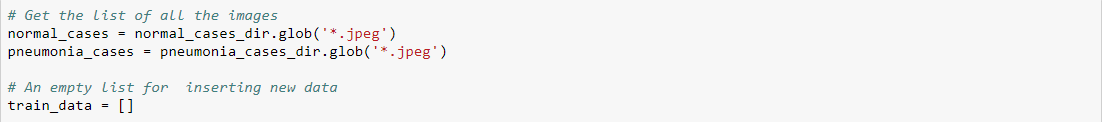 # Get the list of all the images
normal_cases = normal_cases_dir.glob('*.jpeg')
pneumonia_cases = pneumonia_cases_dir.glob('*.jpeg')
# An empty list for  inserting new data
train_data = []